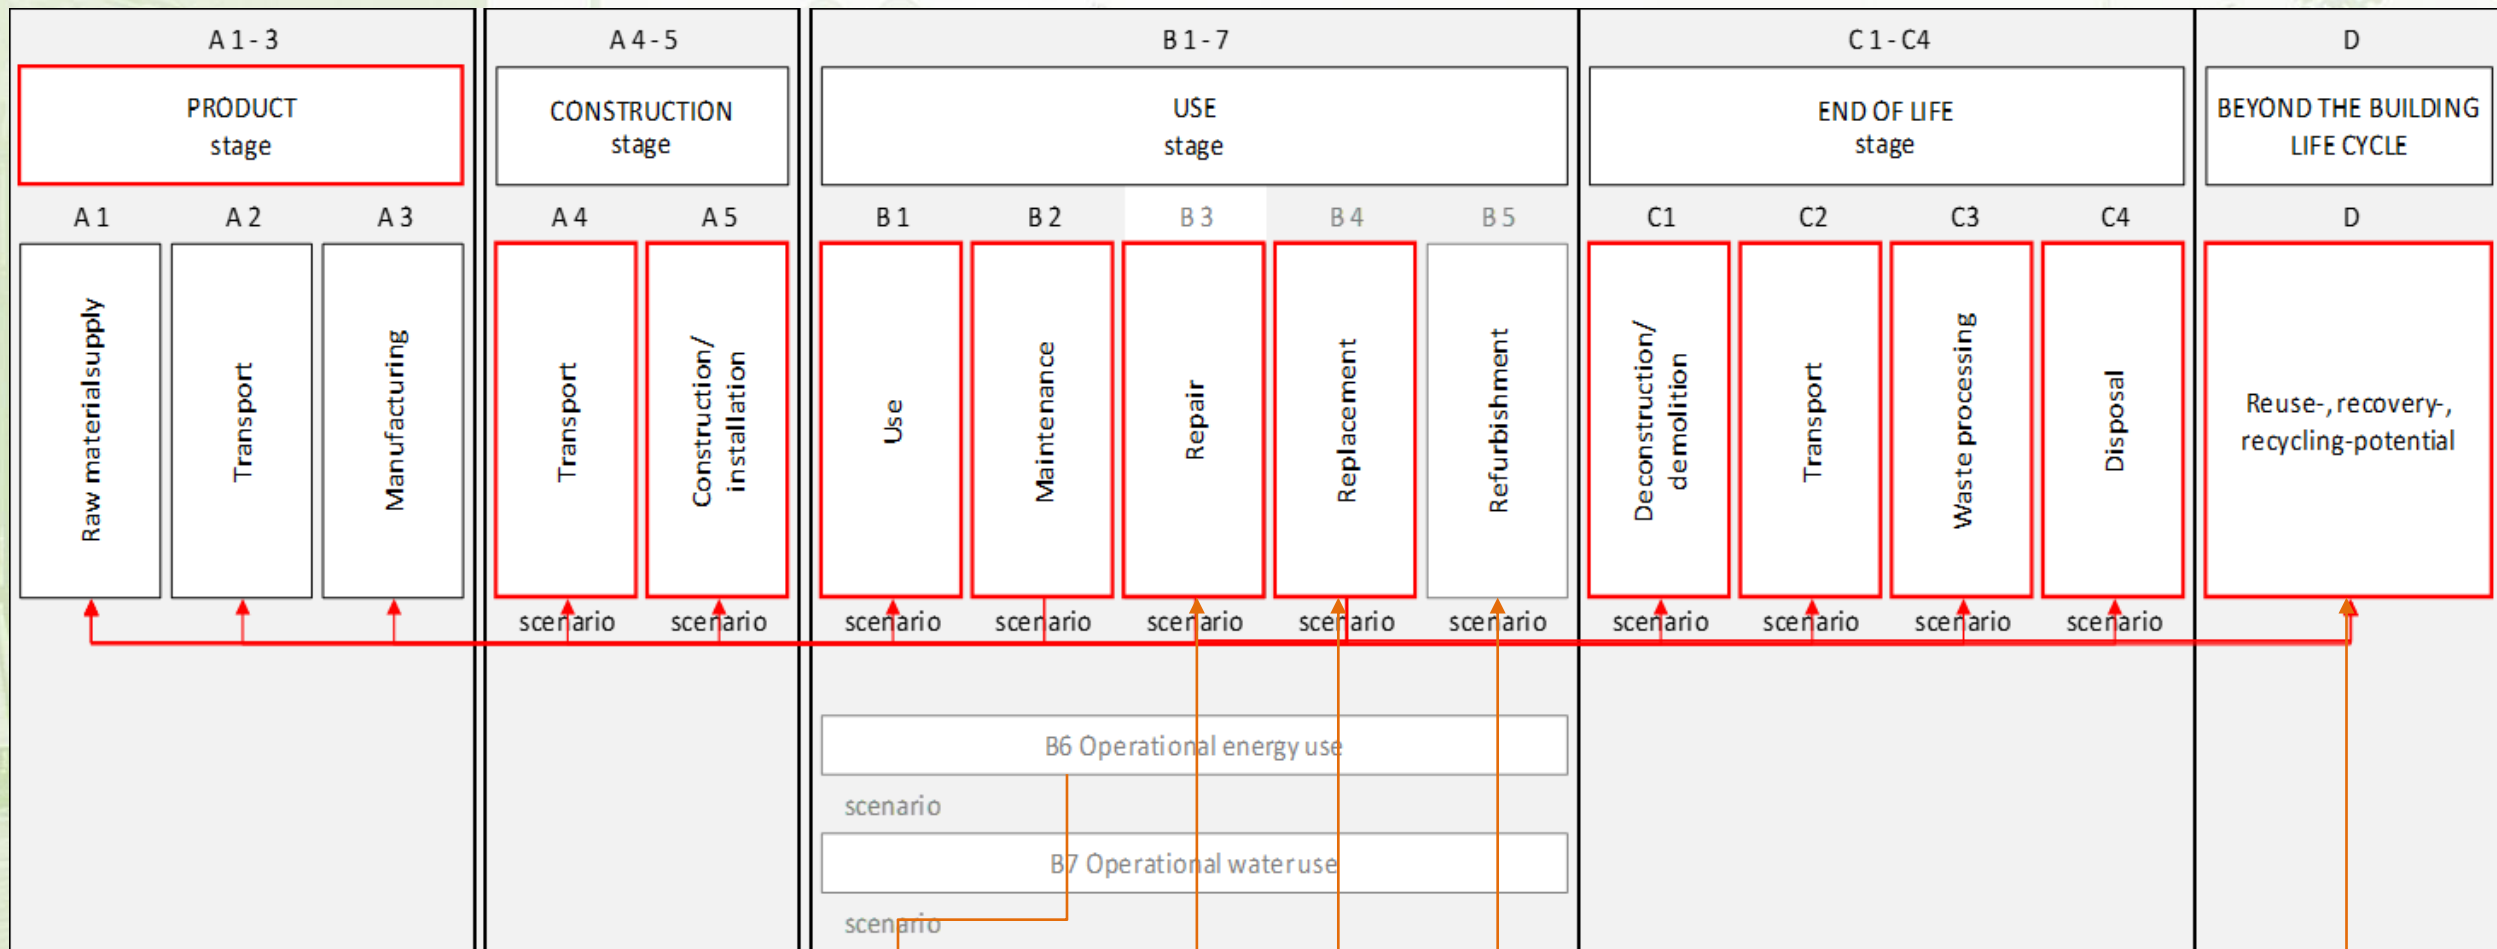 A 1 - 3
A 4 - 5
B 1 - 7
C 1 - C4
D
PRODUCT
stage
CONSTRUCTION
stage
USE
stage
END OF LIFE
stage
BEYOND THE BUILDING
LIFE CYCLE
A 1
A 2
A 3
A 4
A 5
B 1
B 2
B 3
B 4
B 5
C1
C2
C3
C4
D
Raw material supply
Transport
Manufacturing
Transport
Construction/
installation
Use
Maintenance
Repair
Replacement
Refurbishment
Deconstruction/
demolition
Transport
Waste processing
Disposal
Reuse-, recovery-,
recycling-potential
scenario
scenario
scenario
scenario
scenario
scenario
scenario
scenario
scenario
scenario
scenario
B6 Operational energy use
scenario
B7 Operational water use
scenario